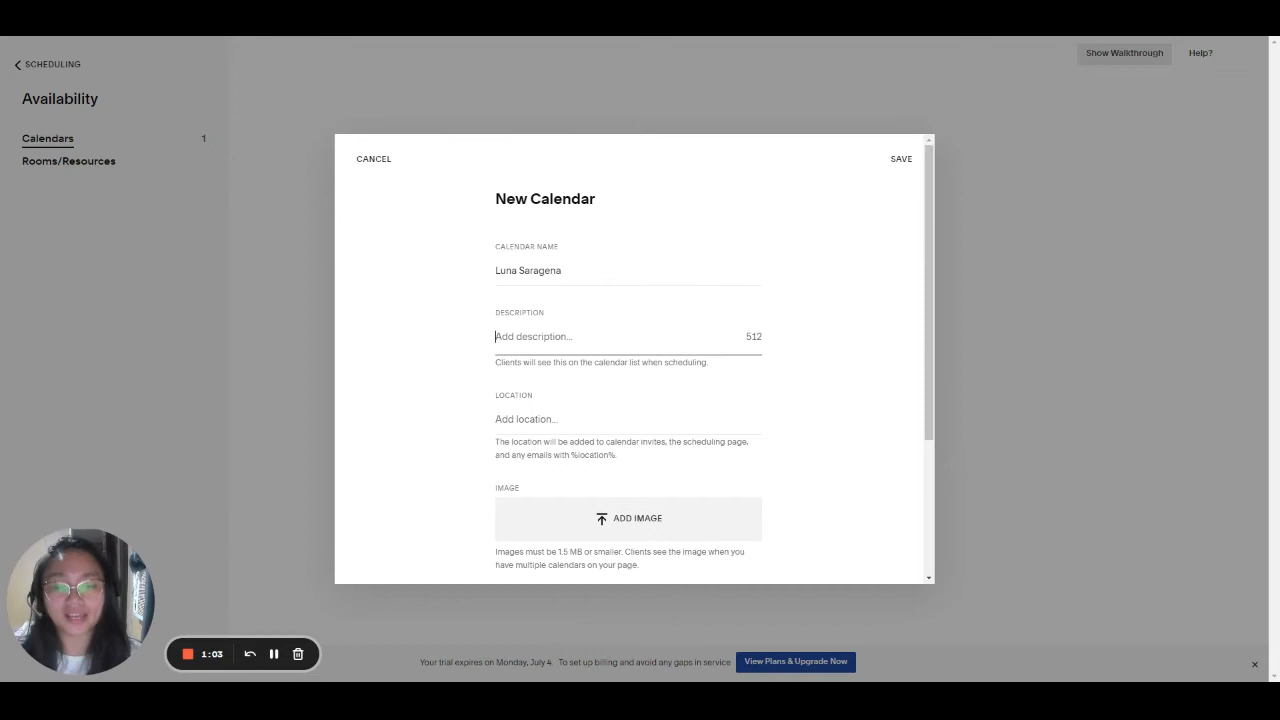 SCHEDULING
Show Walkthrough
Help?
Availability
Calendars 1
Rooms/Resources
CANCEL
SAVE
New Calendar
CALENDAR NAME
Luna Saragena
DESCRIPTION
Add description...
512
Clients will see this on the calendar list when scheduling.
LOCATION
Add location...
The location will be added to calendar invites, the scheduling page,
and any emails with %location%.
IMAGE
ADD IMAGE
Images must be 1.5 MB or smaller. Clients see the image when you
have multiple calendars on your page.
1:03
Your trial expires on Monday, July 4. To set up billing and avoid any gaps in service
View Plans & Upgrade Now